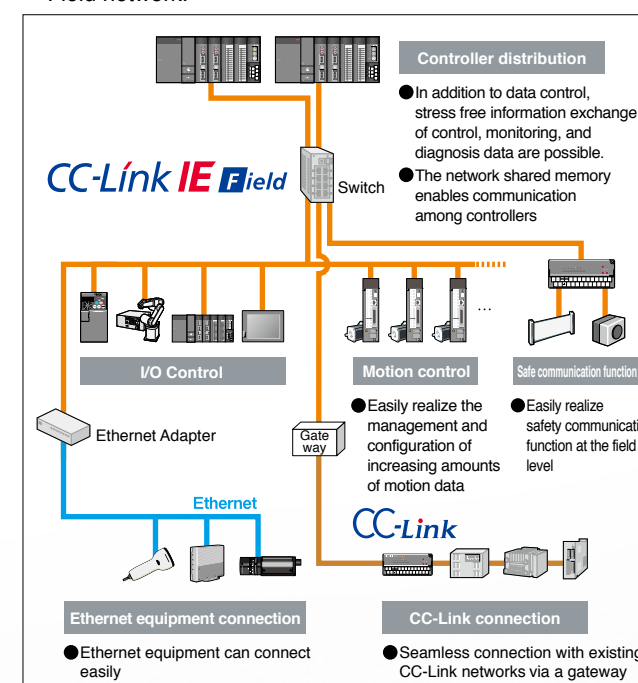 Field network.
Controller distribution
●In addition to data control,
stress free information exchange
of control, monitoring, and
diagnosis data are possible.
●The network shared memory
enables communication
among controllers
CC-Link IE Field
Switch
...
I/O Control
Motion control
Safe communication function
●Easily realize the
management and
configuration of
increasing amounts
of motion data
●Easily realize
safety communicati
function at the field
level
Ethernet Adapter
Gate
way
Ethernet
CC-Link
Ethernet equipment connection
CC-Link connection
●Ethernet equipment can connect
easily
●Seamless connection with existing
CC-Link networks via a gateway